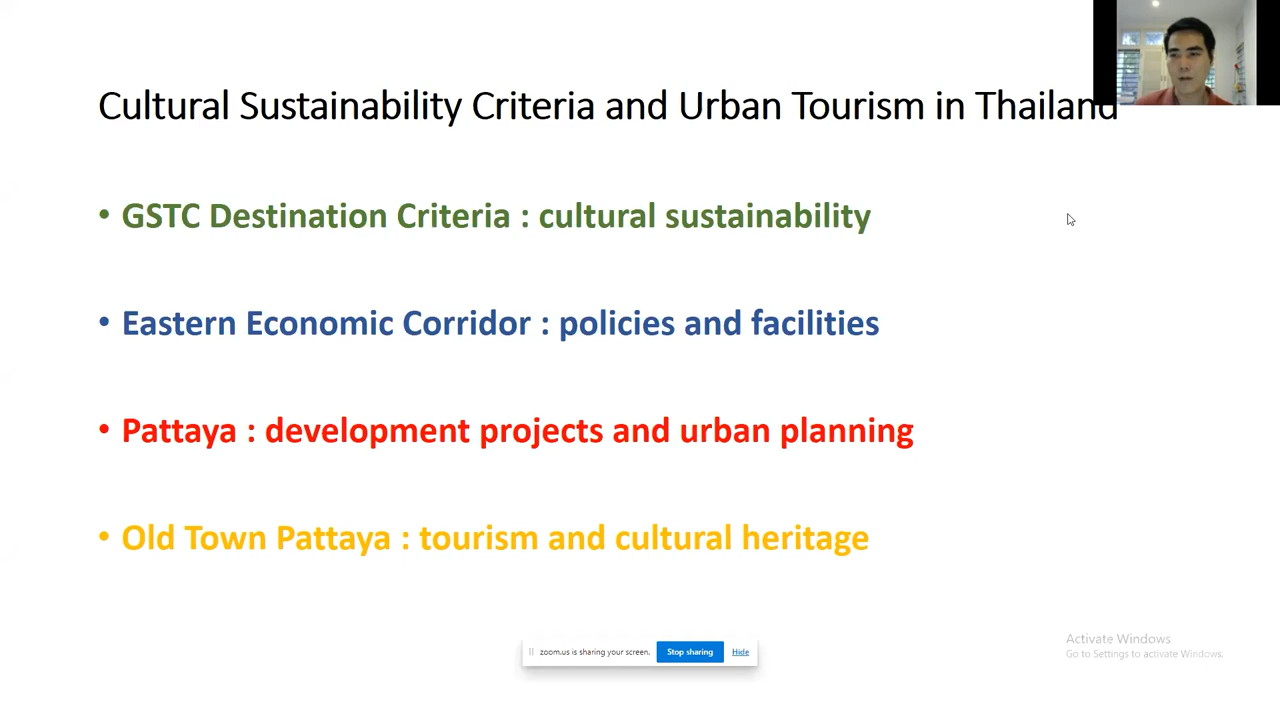 Cultural Sustainability Criteria and Urban Tourism in Thailand
• GSTC Destination Criteria : cultural sustainability
• Eastern Economic Corridor : policies and facilities
• Pattaya : development projects and urban planning
• Old Town Pattaya : tourism and cultural heritage
zoom.us is sharing your screen. Stop sharing Hide
Activate Windows
Go to Settings to activate Windows.